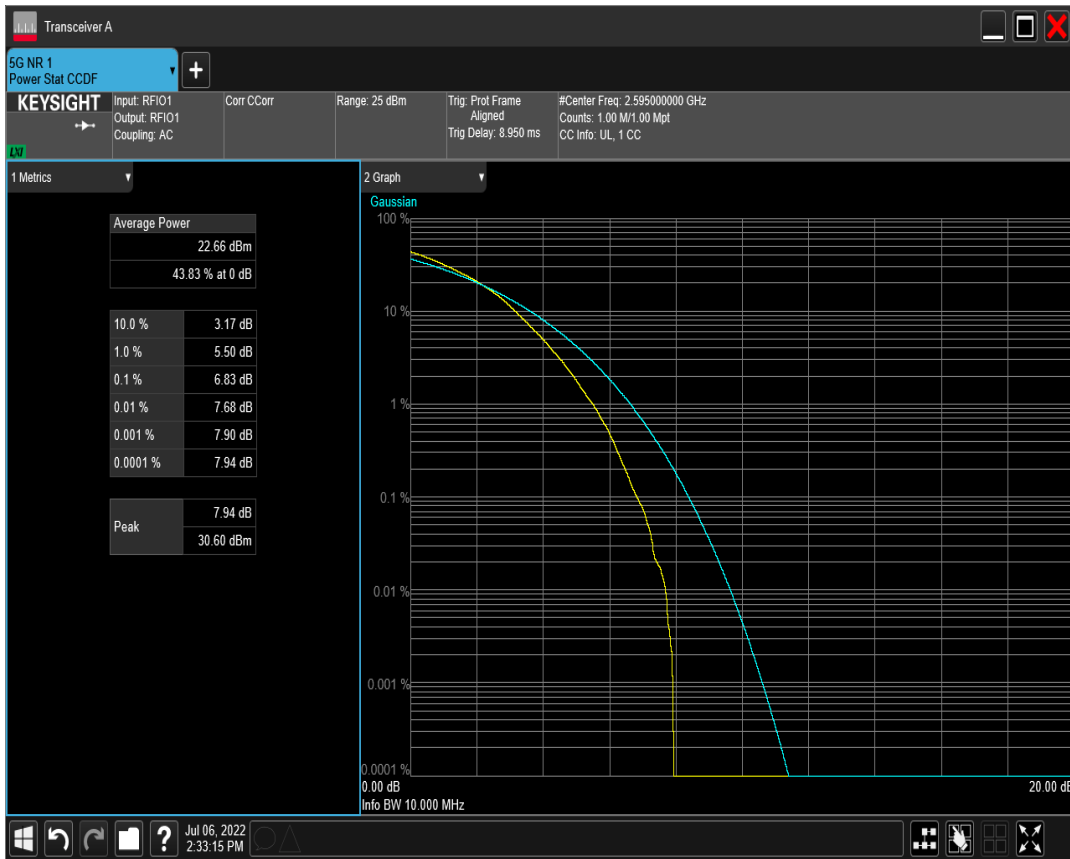 Transceiver A
5G NR 1
Power Stat CCDF
KEYSIGHT
LXI
Input: RFIO1
Output: RFIO1
Coupling: AC
Corr CCorr
Range: 25 dBm
Trig: Prot Frame
Aligned
Trig Delay: 8.950 ms
#Center Freq: 2.595000000 GHz
Counts: 1.00 M/1.00 Mpt
CC Info: UL, 1 CC
1 Metrics
Average Power
22.66 dBm
43.83 % at 0 dB
10.0 % 3.17 dB
1.0 % 5.50 dB
0.1 % 6.83 dB
0.01 % 7.68 dB
0.001 % 7.90 dB
0.0001 % 7.94 dB
Peak
7.94 dB
30.60 dBm
2 Graph
Gaussian
100 %
10 %
1 %
0.1 %
0.01 %
0.001 %
0.0001 %
0.00 dB
20.00 dB
Info BW 10.000 MHz
?
Jul 06, 2022
2:33:15 PM